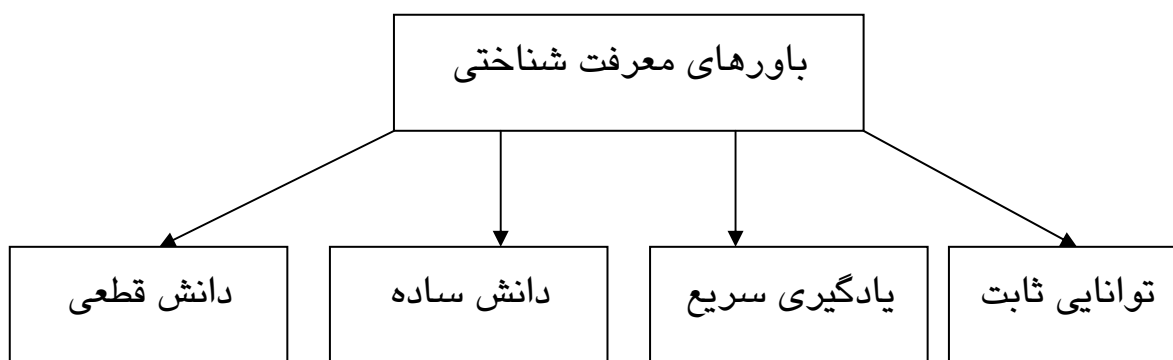 باورهای معرفت شناختی
توانایی ثابت
یادگیری سریع
دانش ساده
دانش قطعی